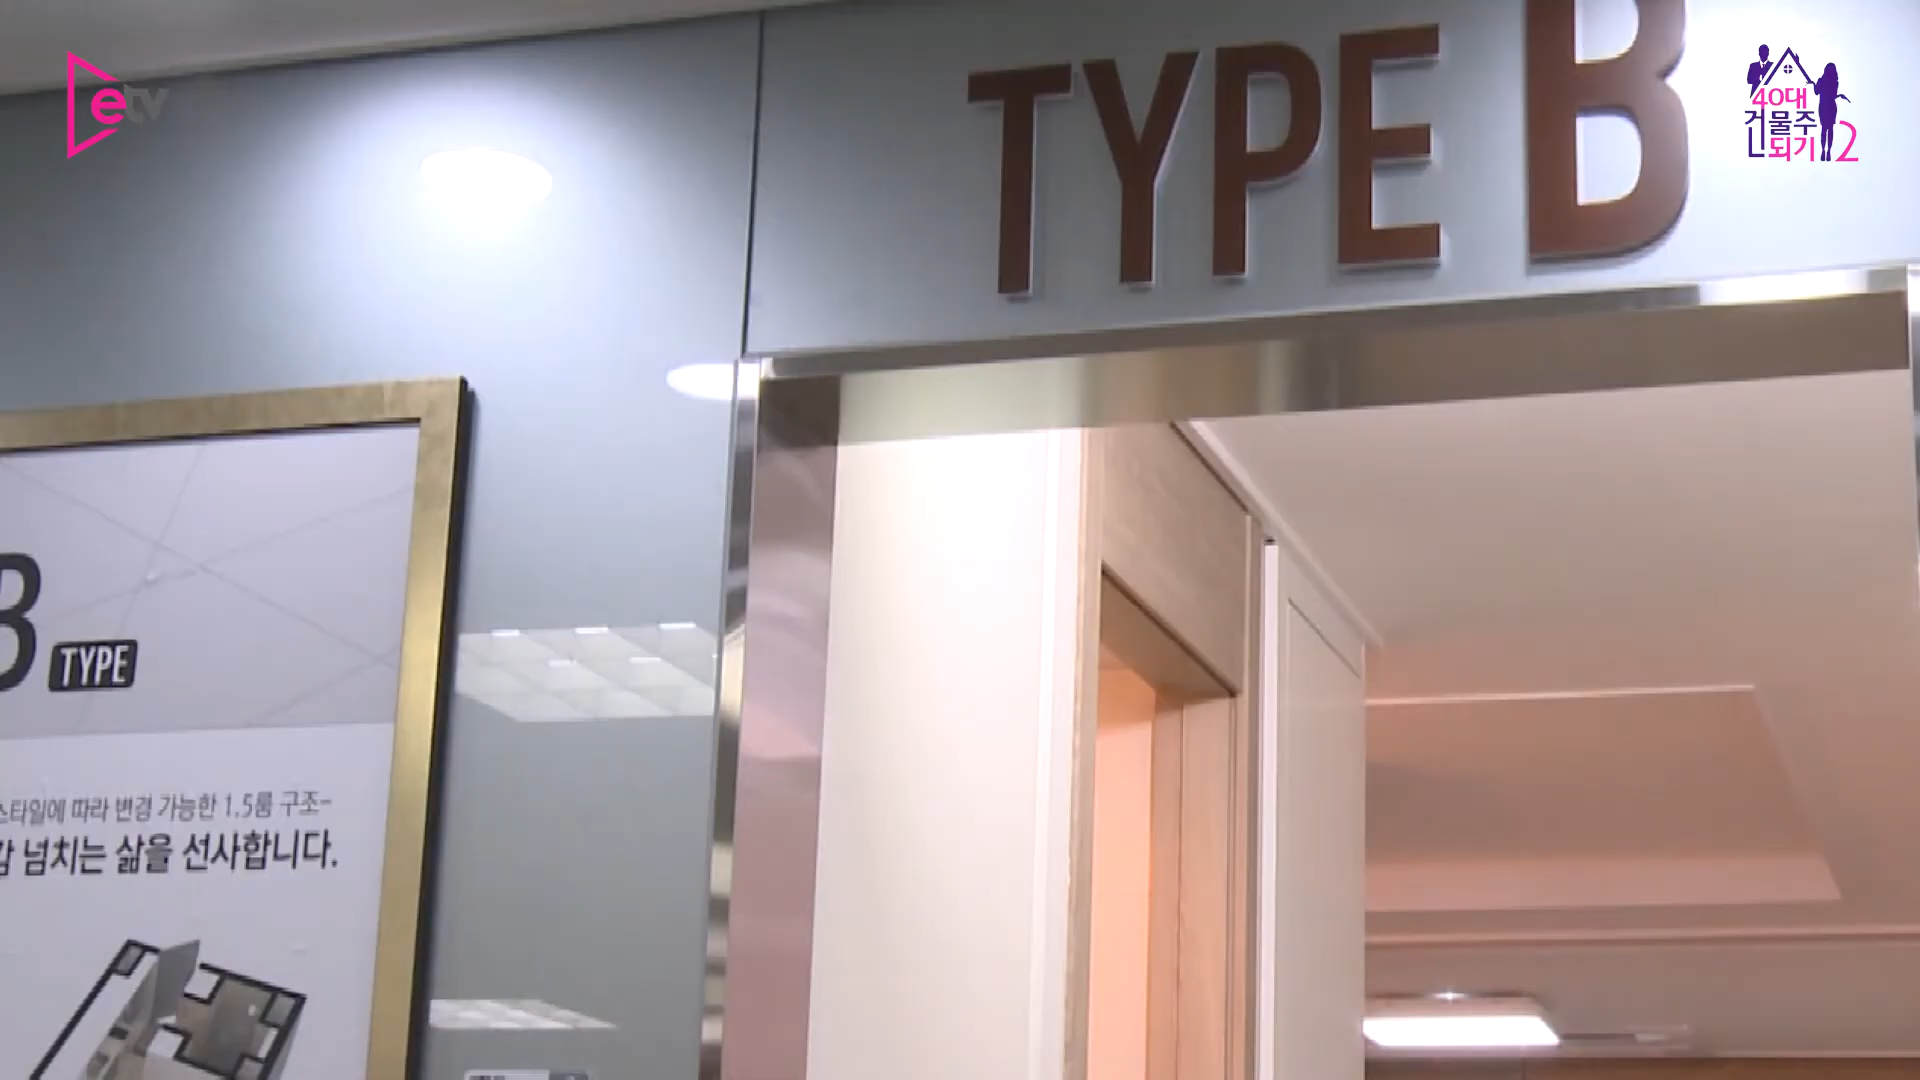 etv
TYPE B
40대
건물주
되기 2
B TYPE
스타일에 따라 변경 가능한 1.5룸 구조-
넘치는 삶을 선사합니다.